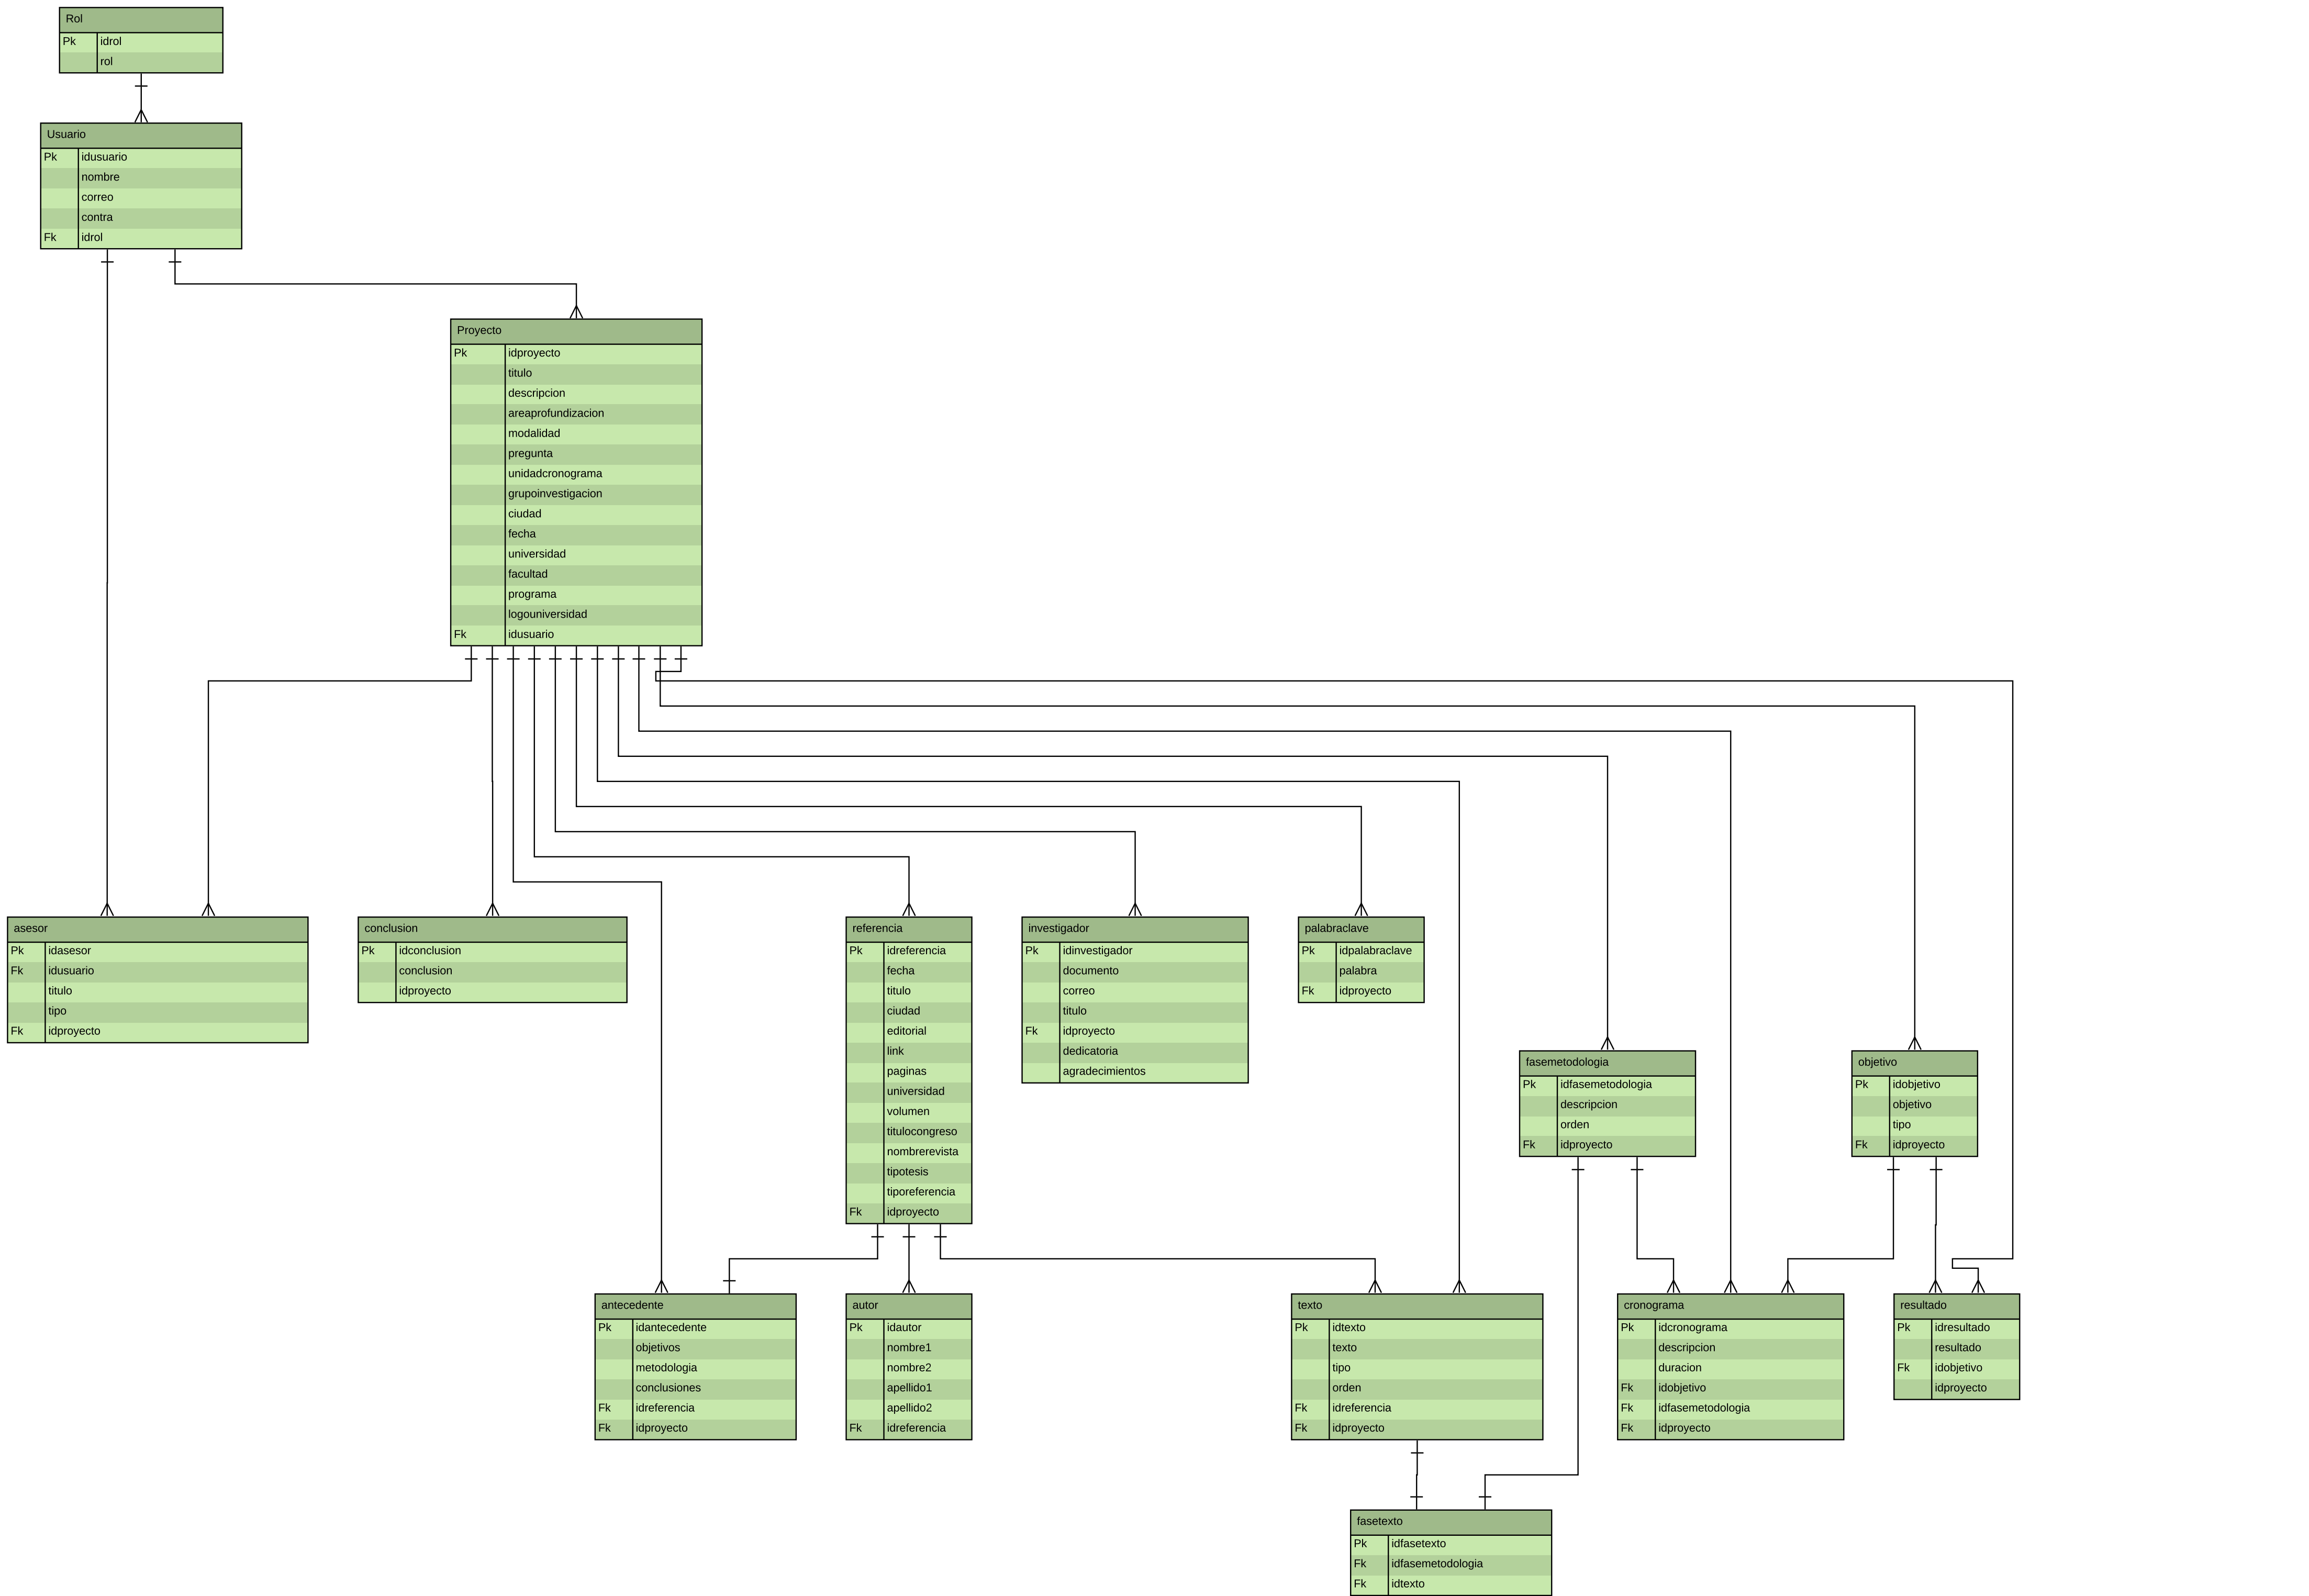 Rol
Pk idrol
rol
Usuario
Pk idusuario
nombre
correo
contra
Fk idrol
Proyecto
Pk idproyecto
titulo
descripcion
areaprofundizacion
modalidad
pregunta
unidadcronograma
grupoinvestigacion
ciudad
fecha
universidad
facultad
programa
logouniversidad
Fk idusuario
asesor
Pk idasesor
Fk idusuario
titulo
tipo
Fk idproyecto
conclusion
Pk idconclusion
conclusion
idproyecto
referencia
Pk idreferencia
fecha
titulo
ciudad
editorial
link
paginas
universidad
volumen
titulocongreso
nombrerevista
tipotesis
tiporeferencia
Fk idproyecto
investigador
Pk idinvestigador
documento
correo
titulo
Fk idproyecto
dedicatoria
agradecimientos
palabraclave
Pk idpalabraclave
palabra
Fk idproyecto
fasemetodologia
Pk idfasemetodologia
descripcion
orden
Fk idproyecto
objetivo
Pk idobjetivo
objetivo
tipo
Fk idproyecto
antecedente
Pk idantecedente
objetivos
metodologia
conclusiones
Fk idreferencia
Fk idproyecto
autor
Pk idautor
nombre1
nombre2
apellido1
apellido2
Fk idreferencia
texto
Pk idtexto
texto
tipo
orden
Fk idreferencia
Fk idproyecto
cronograma
Pk idcronograma
descripcion
duracion
Fk idobjetivo
Fk idfasemetodologia
Fk idproyecto
resultado
Pk idresultado
resultado
Fk idobjetivo
idproyecto
fasetexto
Pk idfasetexto
Fk idfasemetodologia
Fk idtexto